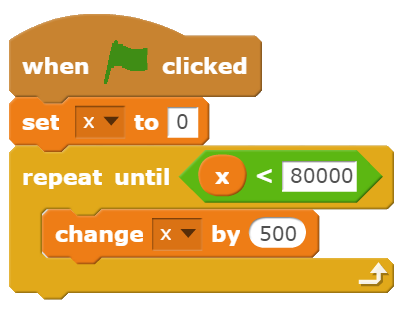 when clicked
set x to 0
repeat until x < 80000
change x by 500